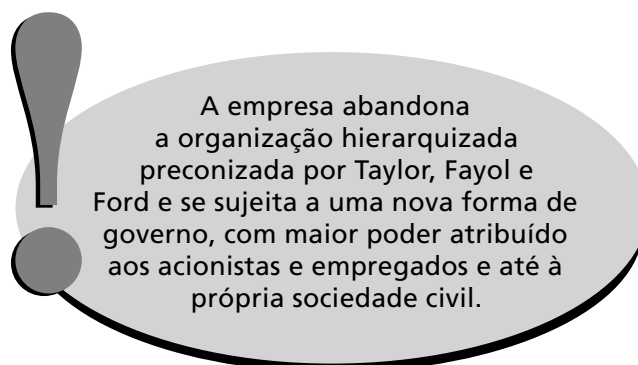 A empresa abandona
a organização hierarquizada
preconizada por Taylor, Fayol e
Ford e se sujeita a uma nova forma de
governo, com maior poder atribuído
aos acionistas e empregados e até à
própria sociedade civil.